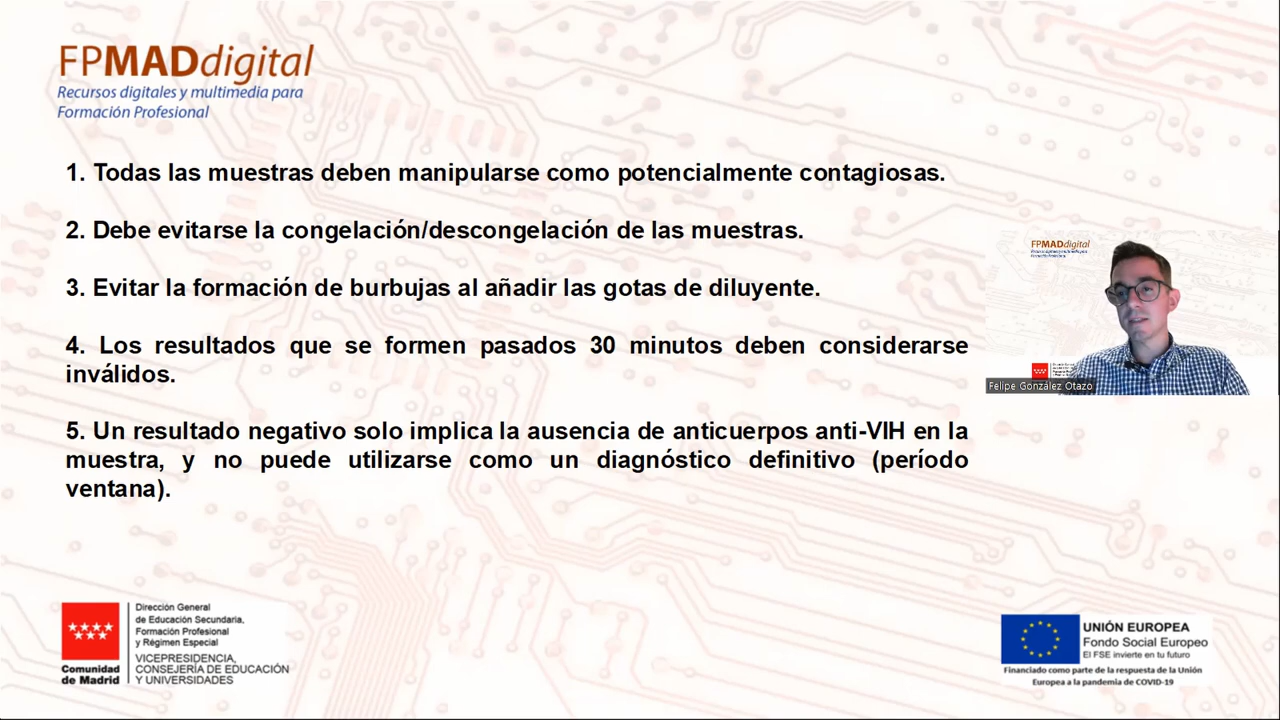 FPMADdigital
Recursos digitales y multimedia para
Formación Profesional
1. Todas las muestras deben manipularse como potencialmente contagiosas.
2. Debe evitarse la congelación/descongelación de las muestras.
3. Evitar la formación de burbujas al añadir las gotas de diluyente.
4. Los resultados que se formen pasados 30 minutos deben considerarse
inválidos.
5. Un resultado negativo solo implica la ausencia de anticuerpos anti-VIH en la
muestra, y no puede utilizarse como un diagnóstico definitivo (período
ventana).
FPMADdigital
Felipe González Otazo
Comunidad
de Madrid
Dirección General
de Educación Secundaria,
Formación Profesional
y Régimen Especial
VICEPRESIDENCIA,
CONSEJERÍA DE EDUCACIÓN
Y UNIVERSIDADES
UNIÓN EUROPEA
Fondo Social Europeo
El FSE invierte en tu futuro
Financiado como parte de la respuesta de la Unión
Europea a la pandemia de COVID-19